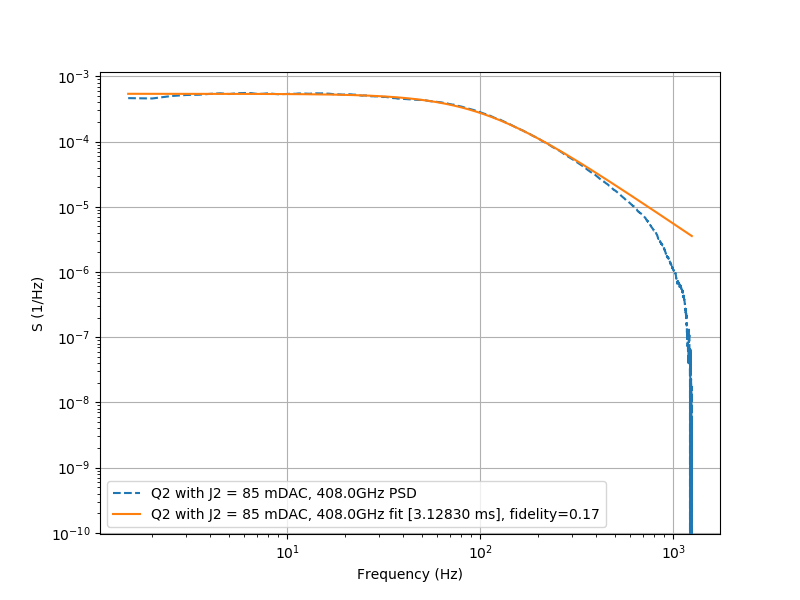 10⁻³
10⁻⁴
10⁻⁵
10⁻⁶
10⁻⁷
10⁻⁸
10⁻⁹
10⁻¹⁰
S (1/Hz)
Q2 with J2 = 85 mDAC, 408.0GHz PSD
Q2 with J2 = 85 mDAC, 408.0GHz fit [3.12830 ms], fidelity=0.17
10¹ 10² 10³
Frequency (Hz)